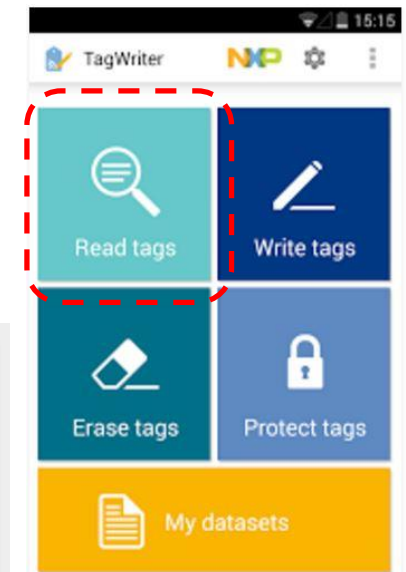 15:15
TagWriter NXP
Read tags Write tags
Erase tags Protect tags
My datasets